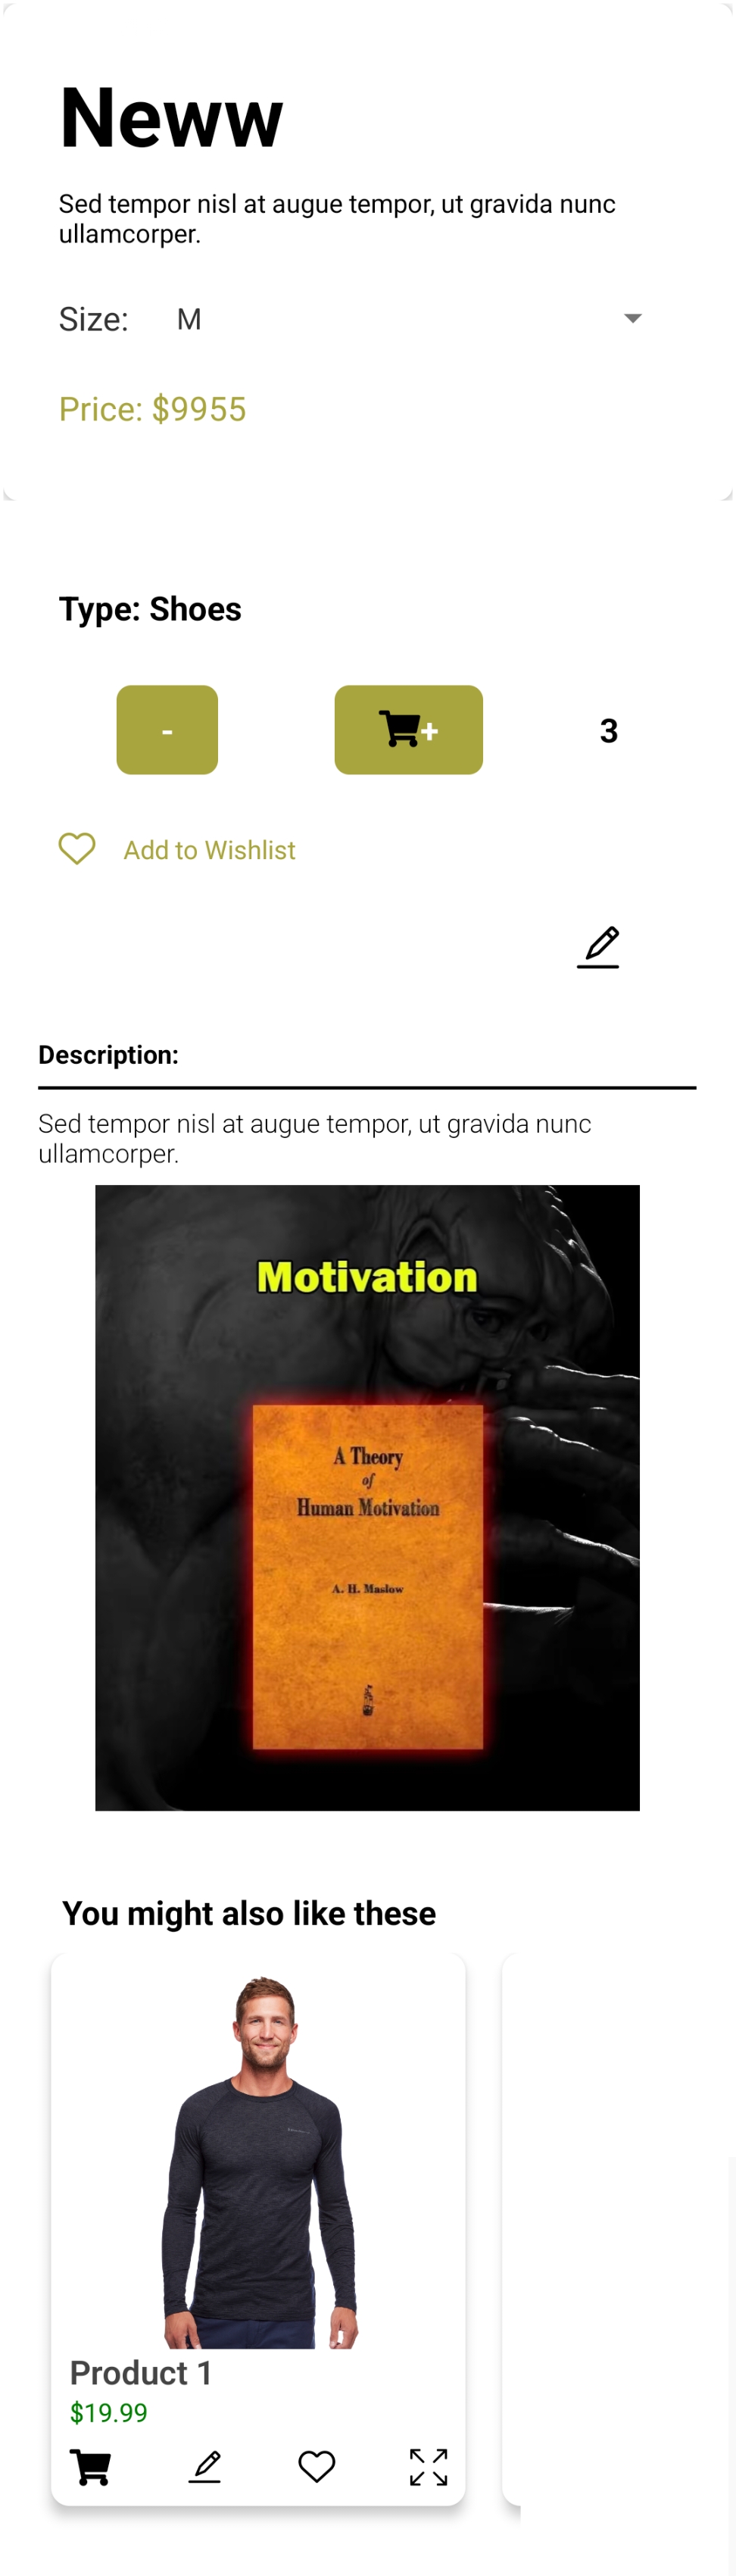 Neww
Sed tempor nisl at augue tempor, ut gravida nunc
ullamcorper.
Size: M
Price: $9955
Type: Shoes
- + 3
Add to Wishlist
Description:
Sed tempor nisl at augue tempor, ut gravida nunc
ullamcorper.
Motivation
A Theory
of
Human Motivation
A. H. Maslow
You might also like these
Product 1
$19.99